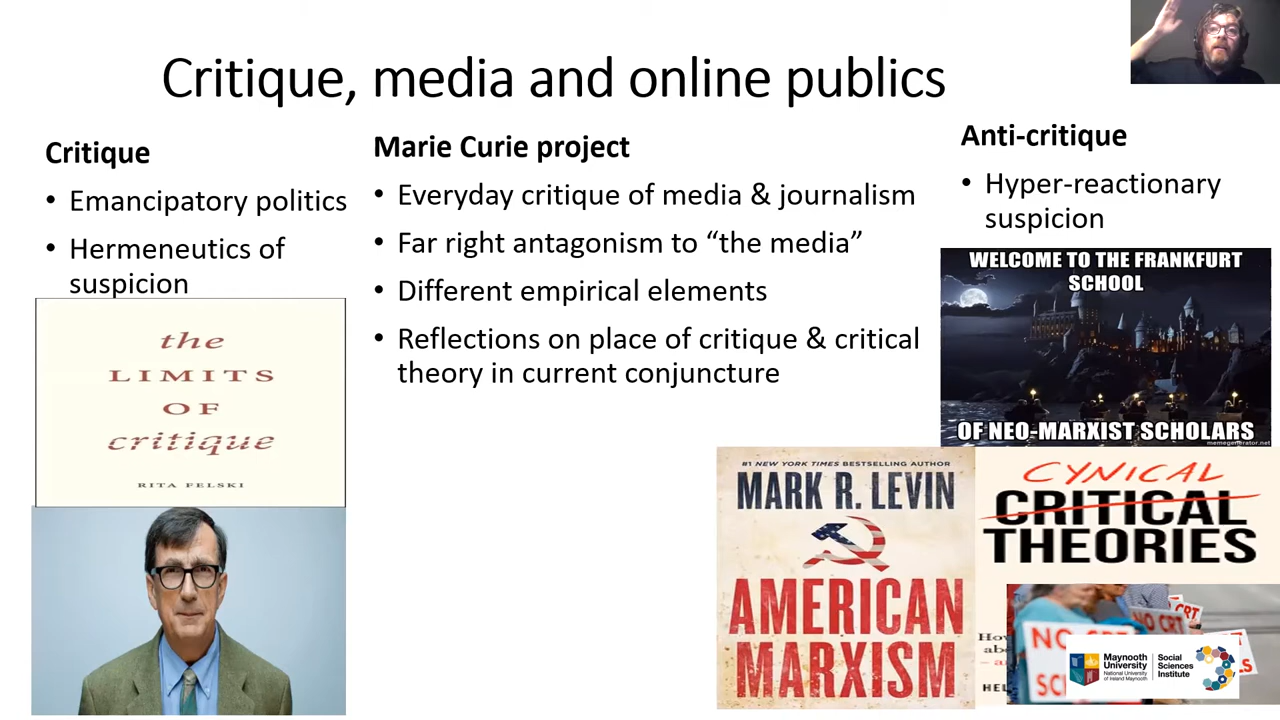 Critique, media and online publics
Critique
• Emancipatory politics
• Hermeneutics of
suspicion
the
LIMITS
OF
critique
RITA FELSKI
Marie Curie project
• Everyday critique of media & journalism
• Far right antagonism to “the media”
• Different empirical elements
• Reflections on place of critique & critical
theory in current conjuncture
Anti-critique
• Hyper-reactionary
suspicion
WELCOME TO THE FRANKFURT
SCHOOL
OF NEO-MARXIST SCHOLARS
memegenerator.net
#1 NEW YORK TIMES BESTSELLING AUTHOR
MARK R. LEVIN
AMERICAN
MARXISM
CYNICAL
CRITICAL
THEORIES
NO CRT
Maynooth
University
National University
of Ireland Maynooth
Social
Sciences
Institute